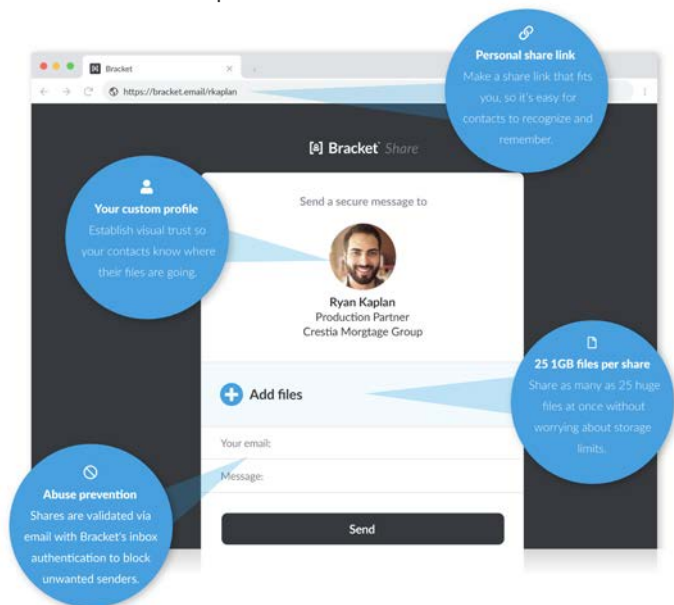 Personal share link
Make a share link that fits
you, so it's easy for
contacts to recognize and
remember.
Bracket
https://bracket.email/rkaplan
Bracket Share
Your custom profile
Establish visual trust so
your contacts know where
their files are going.
Send a secure message to
Ryan Kaplan
Production Partner
Crestia Morgtage Group
25 1GB files per share
Share as many as 25 huge
files at once without
worrying about storage
limits.
Add files
Your email:
Message:
Abuse prevention
Shares are validated via
email with Bracket's inbox
authentication to block
unwanted senders.
Send